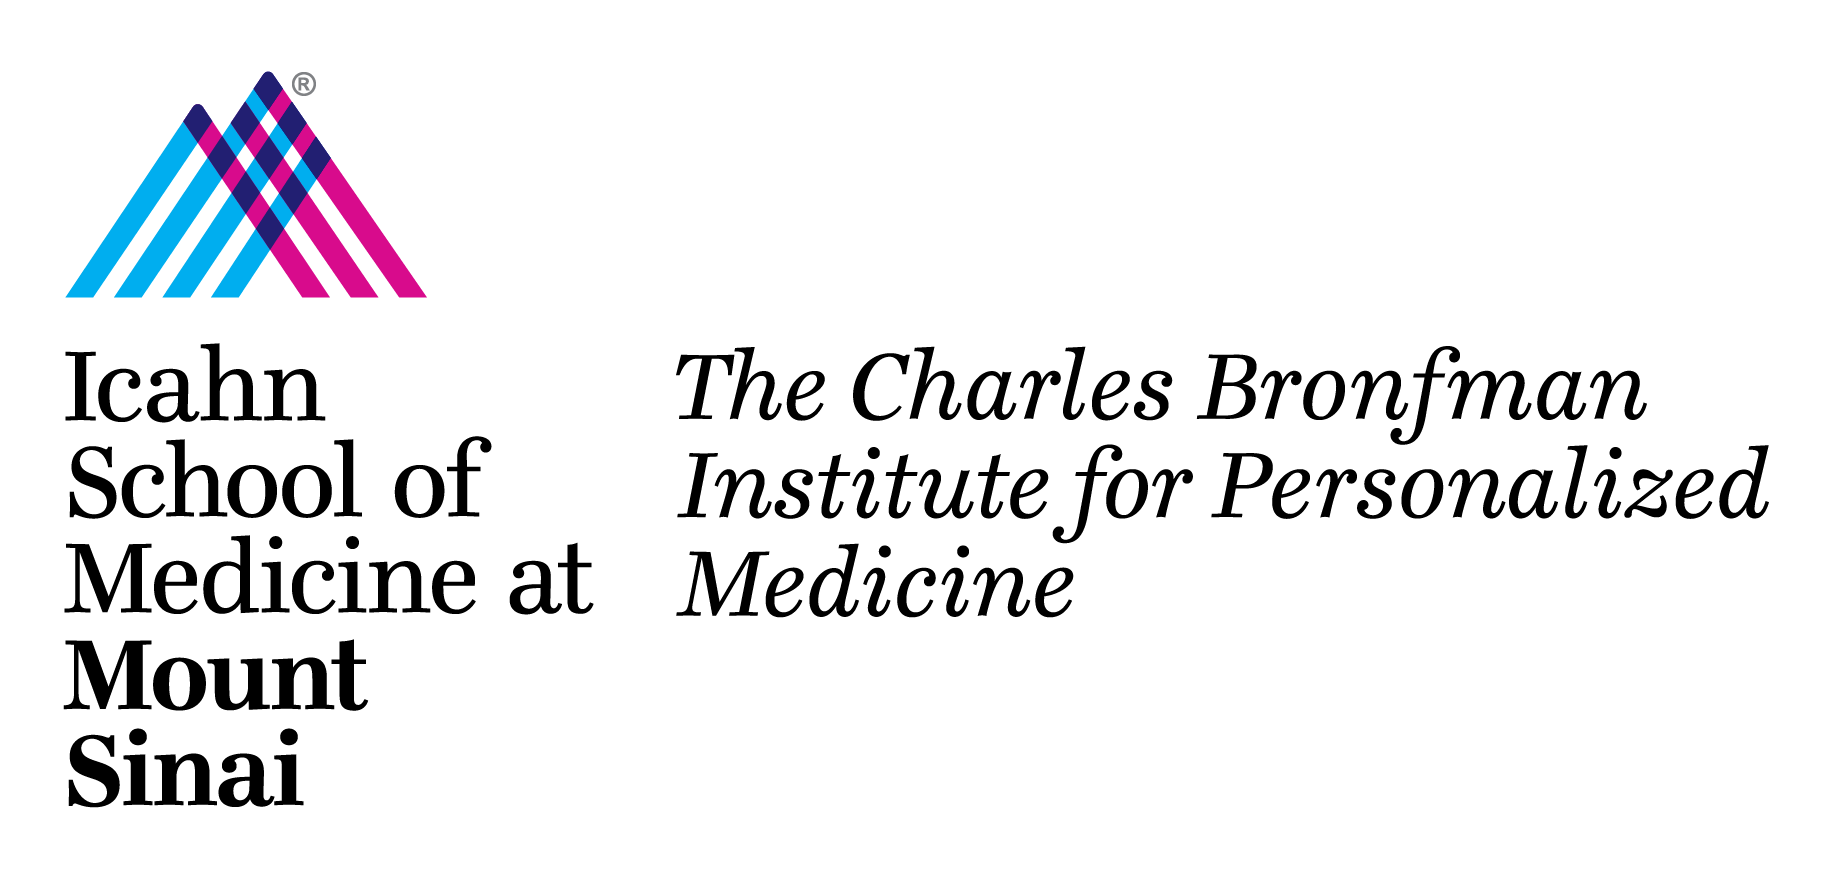 ®
Icahn
School of
Medicine at
Mount
Sinai
The Charles Bronfman
Institute for Personalized
Medicine